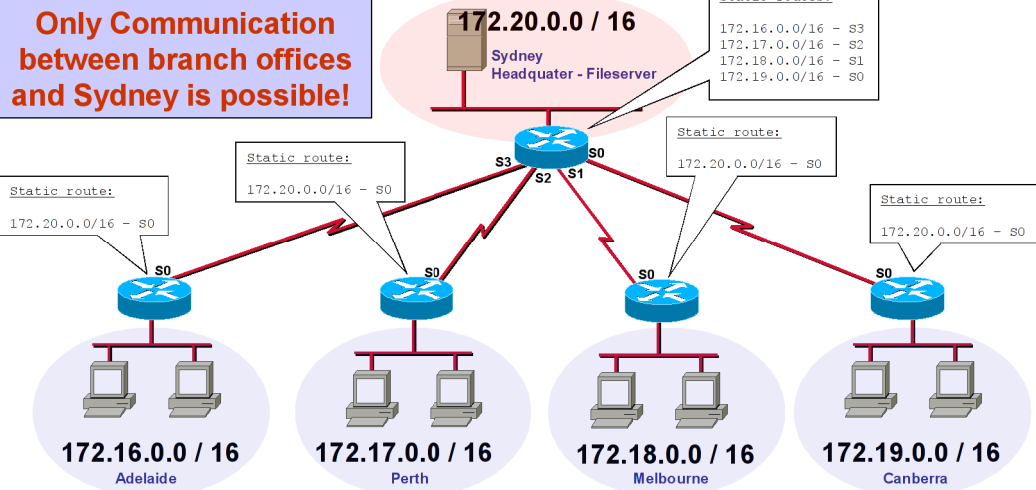 Only Communication
between branch offices
and Sydney is possible!
172.20.0.0 / 16
Sydney
Headquater - Fileserver
172.16.0.0/16 - S3
172.17.0.0/16 - S2
172.18.0.0/16 - S1
172.19.0.0/16 - S0
S3
S2
S1
S0
Static route:
172.20.0.0/16 - S0
Static route:
172.20.0.0/16 - S0
Static route:
172.20.0.0/16 - S0
Static route:
172.20.0.0/16 - S0
S0
S0
S0
S0
172.16.0.0 / 16
Adelaide
172.17.0.0 / 16
Perth
172.18.0.0 / 16
Melbourne
172.19.0.0 / 16
Canberra